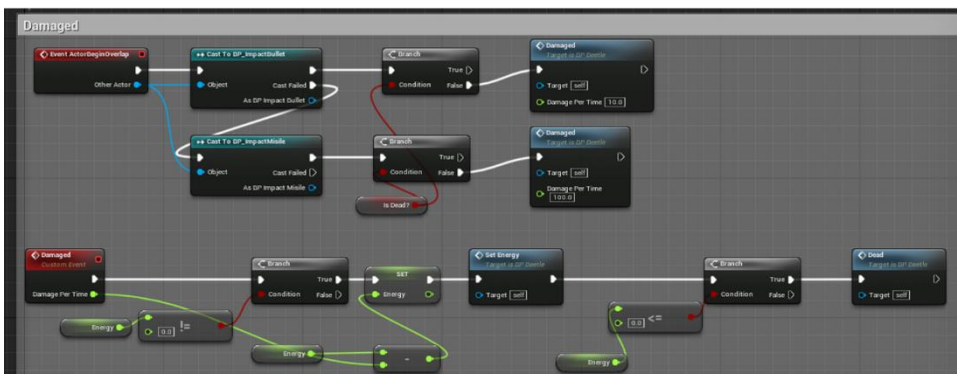 Damaged
Event ActorBeginOverlap
Other Actor
Cast To BP_ImpactBullet
Object
Cast Failed
As BP Impact Bullet
Branch
True
Condition
False
Damaged
Target is BP Beetle
Target self
Damage Per Time 10.0
Cast To BP_ImpactMisile
Object
Cast Failed
As BP Impact Misile
Branch
True
Condition
False
Is Dead?
Damaged
Target is BP Beetle
Target self
Damage Per Time
100.0
Damaged
Custom Event
Damage Per Time
Energy
0.0 !=
Branch
True
Condition
False
Energy
-
SET
Energy
Set Energy
Target is BP Beetle
Target self
Energy
0.0 <=
Branch
True
Condition
False
Dead
Target is BP Beetle
Target self